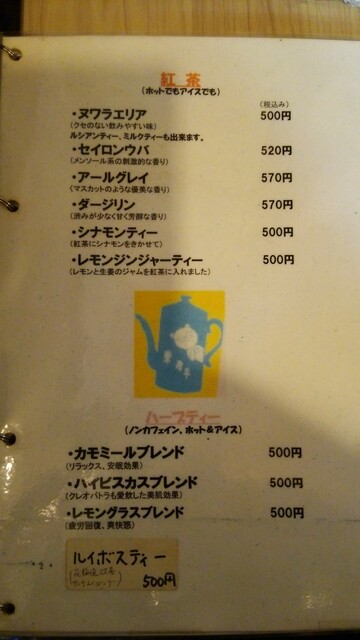 紅茶
(ホットでもアイスでも)
(税込み)
・ヌワラエリア 500円
(クセのない飲みやすい味)
ルシアンティー、ミルクティーも出来ます。
・セイロンウバ 520円
(メンソール系の刺激的な香り)
・アールグレイ 570円
(マスカットのような優美な香り)
・ダージリン 570円
(渋みが少なく甘く芳醇な香り)
・シナモンティー 500円
(紅茶にシナモンをきかせて)
・レモンジンジャーティー 500円
(レモンと生姜のジャムを紅茶に入れました)
ハーブティー
(ノンカフェイン、ホット&アイス)
・カモミールブレンド 500円
(リラックス、安眠効果)
・ハイビスカスブレンド 500円
(クレオパトラも愛飲した美肌効果)
・レモングラスブレンド 500円
(疲労回復、爽快感)
ルイボスティー
500円